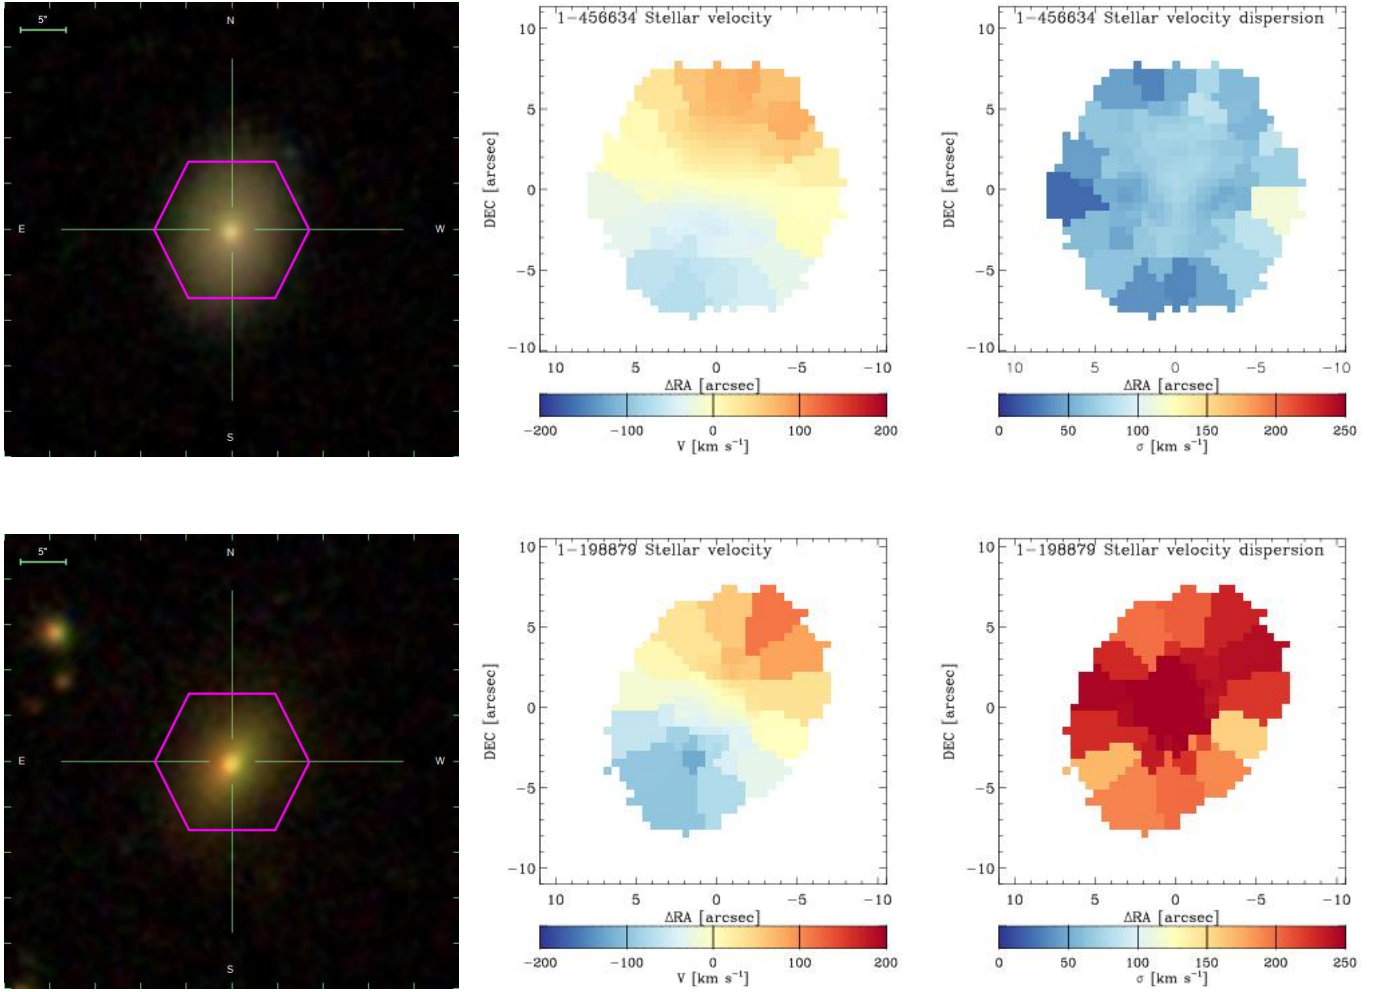 5"
N
E
W
S
1-456634 Stellar velocity
10
5
0
-5
-10
DEC [arcsec]
10 5 0 -5 -10
ΔRA [arcsec]
-200 -100 0 100 200
V [km s⁻¹]
1-456634 Stellar velocity dispersion
10
5
0
-5
-10
DEC [arcsec]
10 5 0 -5 -10
ΔRA [arcsec]
0 50 100 150 200 250
σ [km s⁻¹]
5"
N
E
W
S
1-198879 Stellar velocity
10
5
0
-5
-10
DEC [arcsec]
10 5 0 -5 -10
ΔRA [arcsec]
-200 -100 0 100 200
V [km s⁻¹]
1-198879 Stellar velocity dispersion
10
5
0
-5
-10
DEC [arcsec]
10 5 0 -5 -10
ΔRA [arcsec]
0 50 100 150 200 250
σ [km s⁻¹]